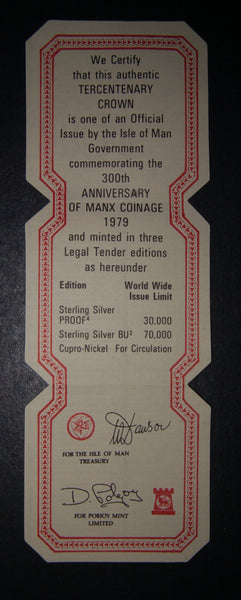 We Certify
that this authentic
TERCENTENARY
CROWN
is one of an Official
Issue by the Isle of Man
Government
commemorating the
300th
ANNIVERSARY
OF MANX COINAGE
1979
and minted in three
Legal Tender editions
as hereunder
Edition World Wide Issue Limit
Sterling Silver
PROOF⁴ 30,000
Sterling Silver BU² 70,000
Cupro-Nickel For Circulation
FOR THE ISLE OF MAN
TREASURY
D. Pobjoy
FOR POBJOY MINT
LIMITED